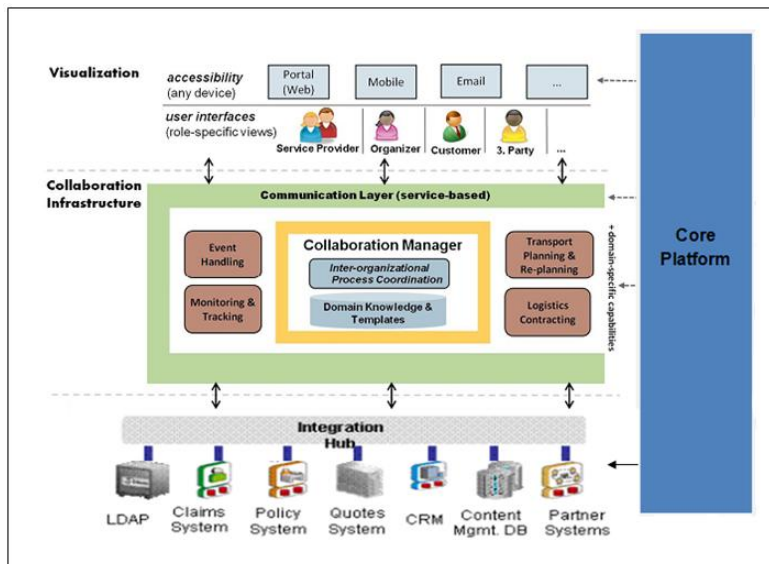 Visualization
accessibility
(any device)
Portal
(Web)
Mobile
Email
...
user interfaces
(role-specific views)
Service Provider
Organizer
Customer
3. Party
...
Collaboration
Infrastructure
Communication Layer (service-based)
Event
Handling
Monitoring &
Tracking
Collaboration Manager
Inter-organizational
Process Coordination
Domain Knowledge &
Templates
Transport
Planning &
Re-planning
Logistics
Contracting
+ domain-specific capabilities
Core
Platform
Integration
Hub
LDAP
Claims
System
Policy
System
Quotes
System
CRM
Content
Mgmt. DB
Partner
Systems